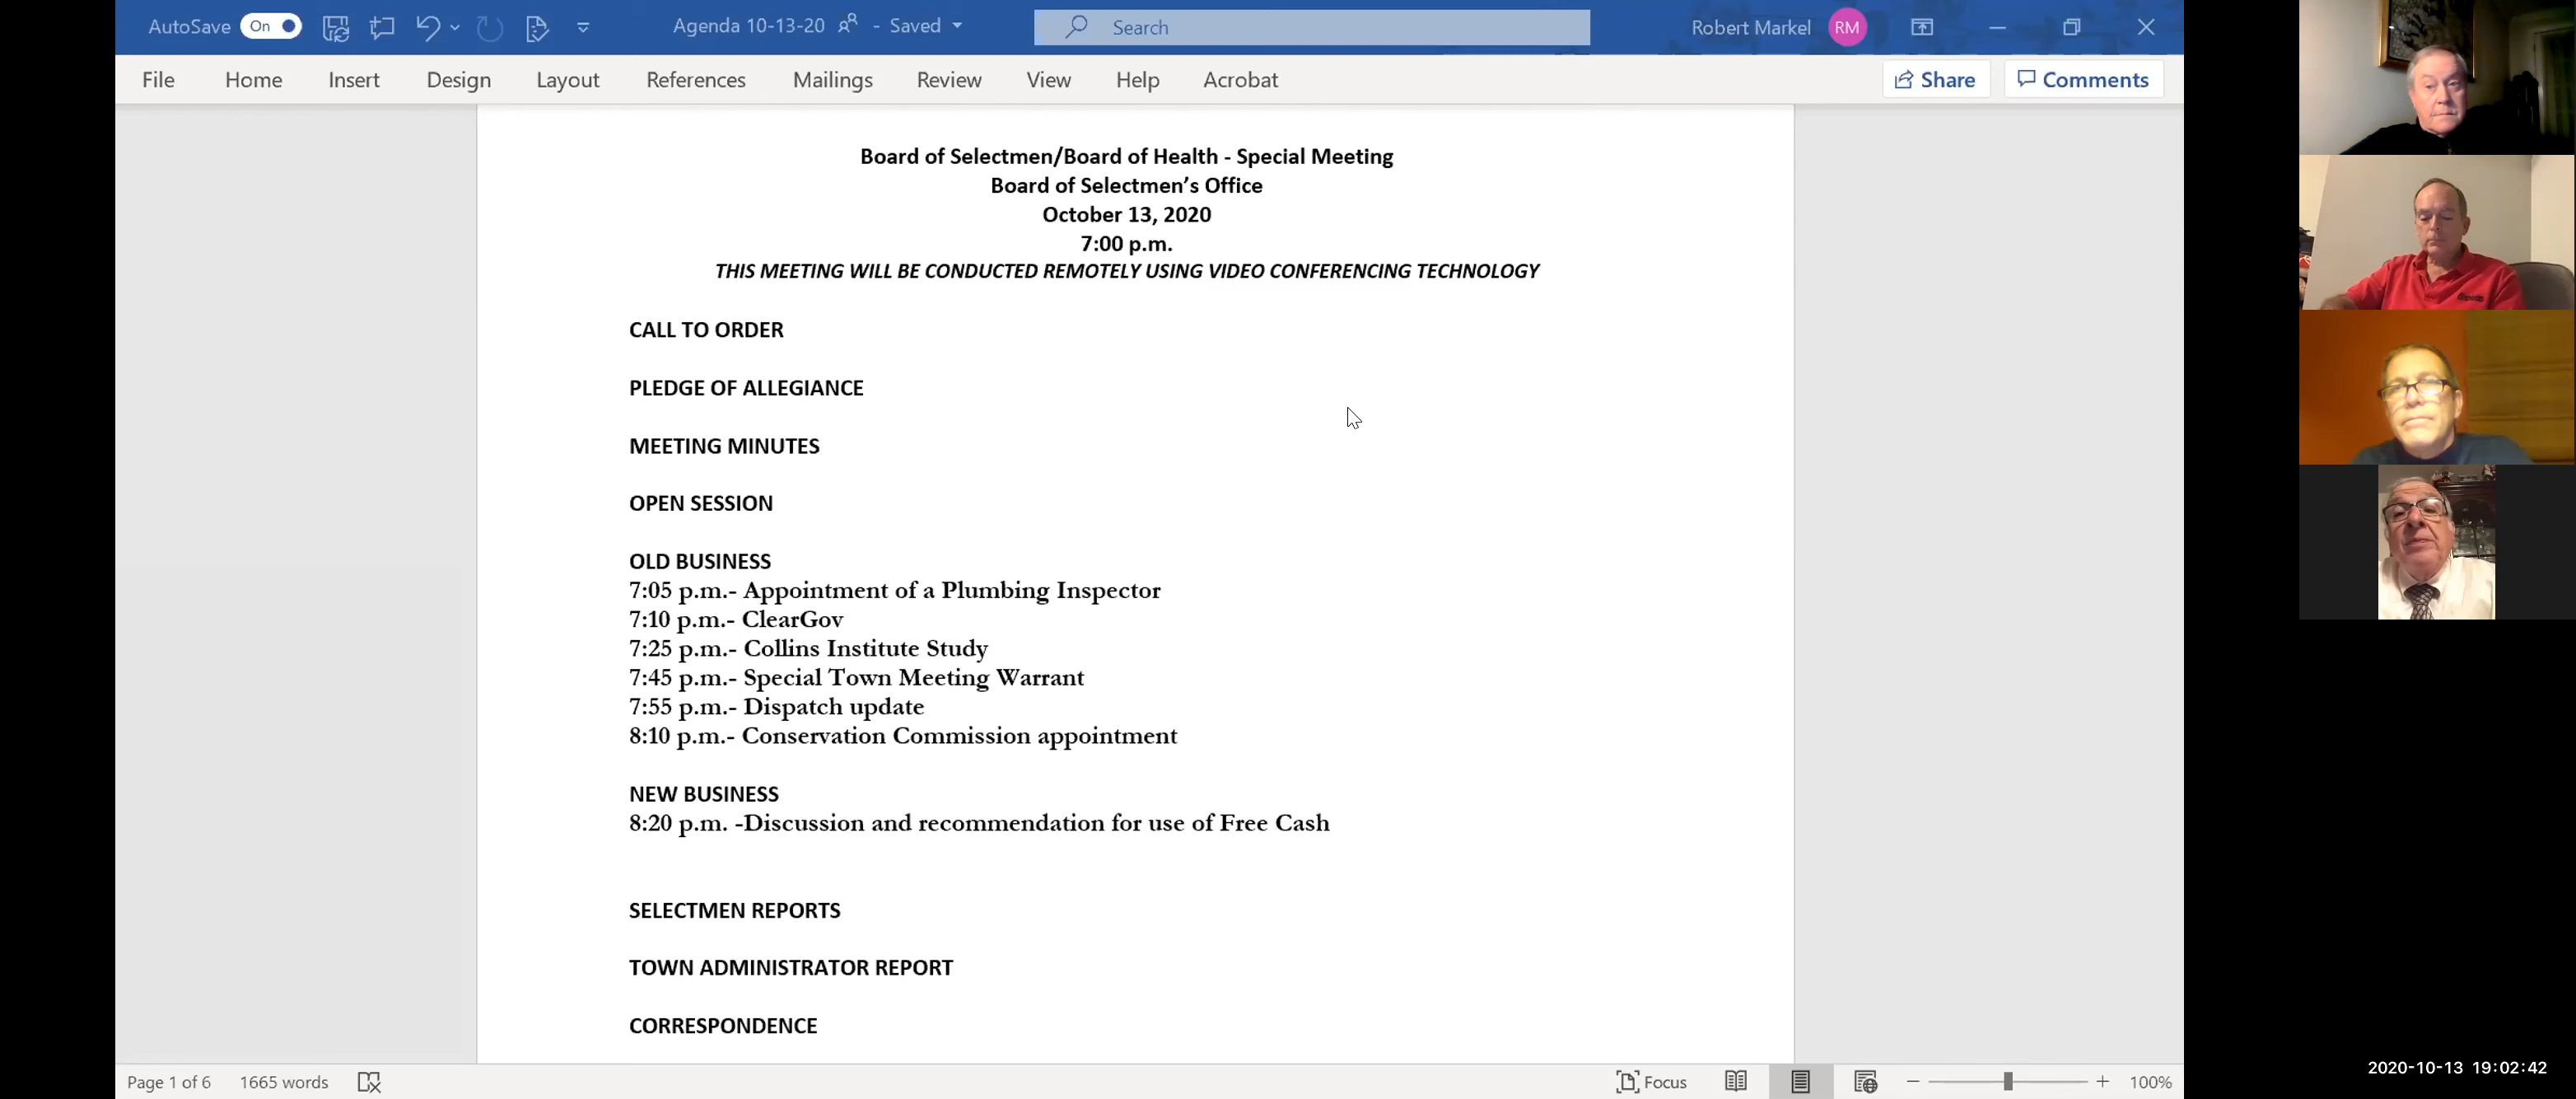 AutoSave On Agenda 10-13-20 - Saved Search Robert Markel RM
File Home Insert Design Layout References Mailings Review View Help Acrobat Share Comments
Board of Selectmen/Board of Health - Special Meeting
Board of Selectmen's Office
October 13, 2020
7:00 p.m.
THIS MEETING WILL BE CONDUCTED REMOTELY USING VIDEO CONFERENCING TECHNOLOGY
CALL TO ORDER
PLEDGE OF ALLEGIANCE
MEETING MINUTES
OPEN SESSION
OLD BUSINESS
7:05 p.m.- Appointment of a Plumbing Inspector
7:10 p.m.- ClearGov
7:25 p.m.- Collins Institute Study
7:45 p.m.- Special Town Meeting Warrant
7:55 p.m.- Dispatch update
8:10 p.m.- Conservation Commission appointment
NEW BUSINESS
8:20 p.m. -Discussion and recommendation for use of Free Cash
SELECTMEN REPORTS
TOWN ADMINISTRATOR REPORT
CORRESPONDENCE
Page 1 of 6 1665 words Focus 100%
2020-10-13 19:02:42